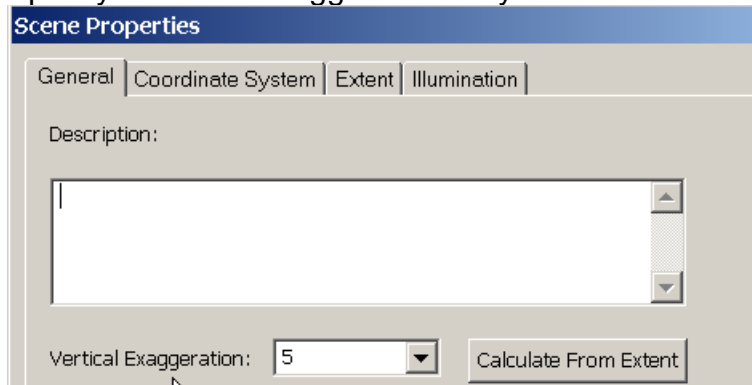 Scene Properties
General Coordinate System Extent Illumination
Description:
Vertical Exaggeration: 5 Calculate From Extent